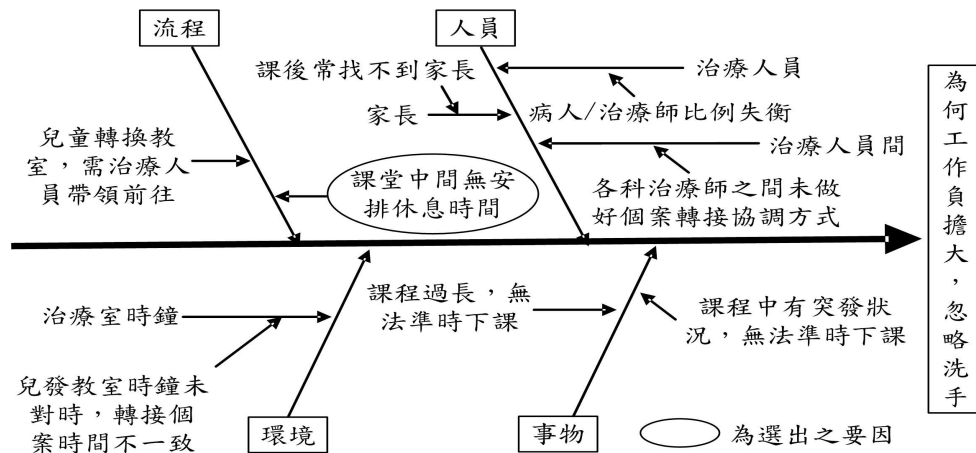 流程
人員
課後常找不到家長
治療人員
家長
病人/治療師比例失衡
兒童轉換教
室，需治療人
員帶領前往
治療人員間
課堂中間無安
排休息時間
各科治療師之間未做
好個案轉接協調方式
為何工作負擔大，忽略洗手
課程過長，無
法準時下課
課程中有突發狀
況，無法準時下課
治療室時鐘
兒發教室時鐘未
對時，轉接個
案時間不一致
環境
事物
為選出之要因